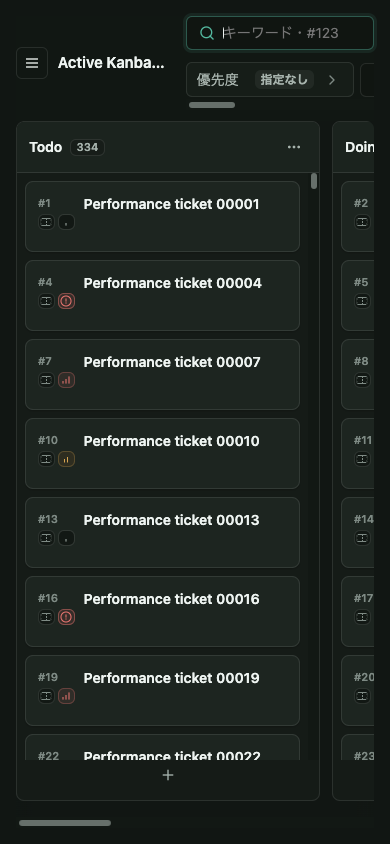 キーワード・#123
Active Kanba...
優先度 指定なし
Todo 334
#1 Performance ticket 00001
#4 Performance ticket 00004
#7 Performance ticket 00007
#10 Performance ticket 00010
#13 Performance ticket 00013
#16 Performance ticket 00016
#19 Performance ticket 00019
#22 Performance ticket 00022
Doin
#2
#5
#8
#11
#14
#17
#20
#23